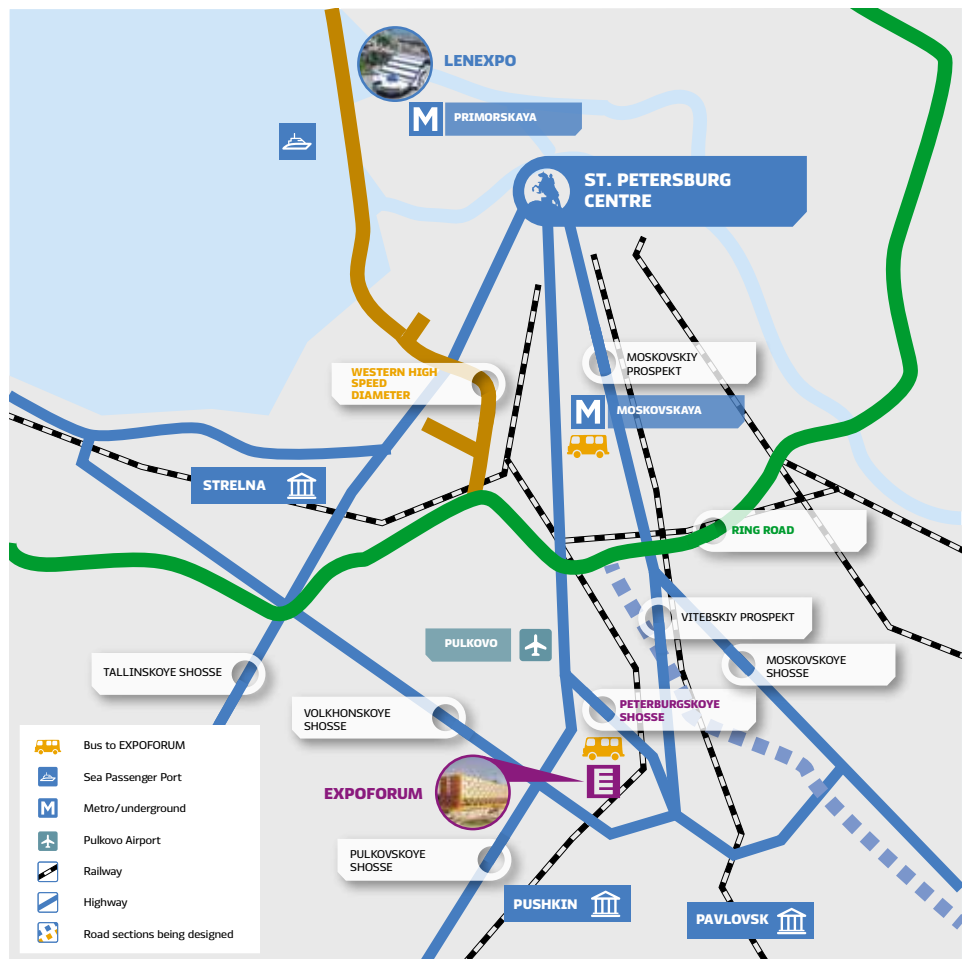 LENEXPO
M PRIMORSKAYA
ST. PETERSBURG
CENTRE
MOSKOVSKIY
PROSPEKT
WESTERN HIGH
SPEED
DIAMETER
M MOSKOVSKAYA
STRELNA
RING ROAD
VITEBSKIY PROSPEKT
PULKOVO
MOSKOVSKOYE
SHOSSE
TALLINSKOYE SHOSSE
PETERBURGSKOYE
SHOSSE
VOLKHONSKOYE
SHOSSE
EXPOFORUM
E
PULKOVSKOYE
SHOSSE
PUSHKIN
PAVLOVSK
Bus to EXPOFORUM
Sea Passenger Port
M Metro/underground
Pulkovo Airport
Railway
Highway
Road sections being designed